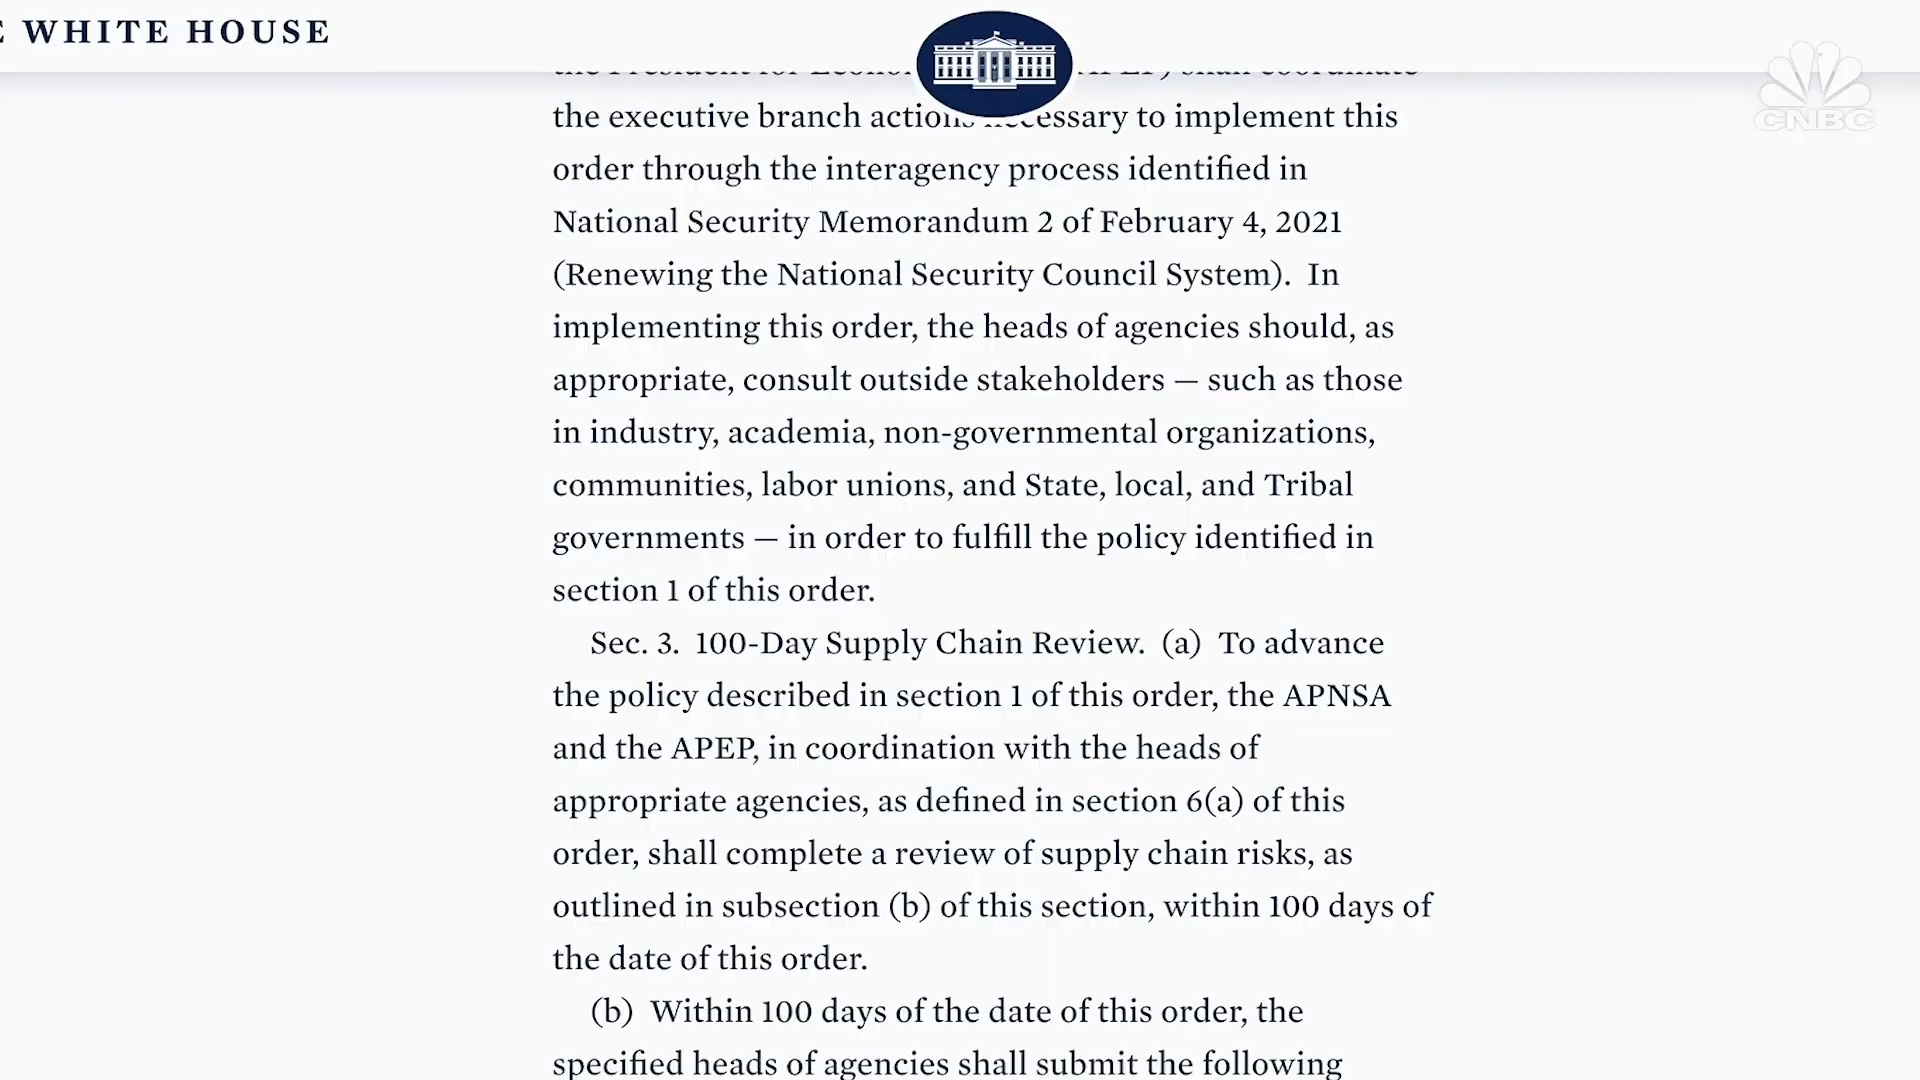 WHITE HOUSE
CNBC
the executive branch actions necessary to implement this
order through the interagency process identified in
National Security Memorandum 2 of February 4, 2021
(Renewing the National Security Council System).  In
implementing this order, the heads of agencies should, as
appropriate, consult outside stakeholders — such as those
in industry, academia, non-governmental organizations,
communities, labor unions, and State, local, and Tribal
governments — in order to fulfill the policy identified in
section 1 of this order.
Sec. 3.  100-Day Supply Chain Review.  (a)  To advance
the policy described in section 1 of this order, the APNSA
and the APEP, in coordination with the heads of
appropriate agencies, as defined in section 6(a) of this
order, shall complete a review of supply chain risks, as
outlined in subsection (b) of this section, within 100 days of
the date of this order.
(b)  Within 100 days of the date of this order, the
specified heads of agencies shall submit the following